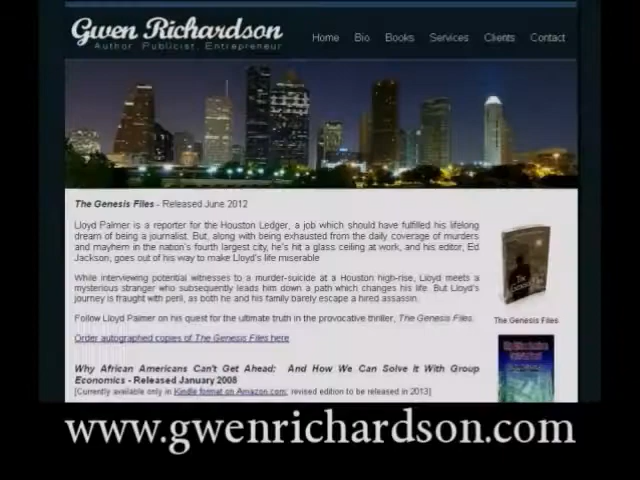 Gwen Richardson
Author. Publicist. Entrepreneur
Home Bio Books Services Clients Contact
The Genesis Files - Released June 2012
Lloyd Palmer is a reporter for the Houston Ledger, a job which should have fulfilled his lifelong
dream of being a journalist. But, along with being exhausted from the daily coverage of murders
and mayhem in the nation's fourth largest city, he's hit a glass ceiling at work, and his editor, Ed
Jackson, goes out of his way to make Lloyd's life miserable
While interviewing potential witnesses to a murder-suicide at a Houston high-rise, Lloyd meets a
mysterious stranger who subsequently leads him down a path which changes his life. But Lloyd's
journey is fraught with peril, as both he and his family barely escape a hired assassin.
Follow Lloyd Palmer on his quest for the ultimate truth in the provocative thriller, The Genesis Files.
Order autographed copies of The Genesis Files here
The Genesis Files
Why African Americans Can't Get Ahead: And How We Can Solve It With Group
Economics - Released January 2008
[Currently available only in Kindle format on Amazon.com; revised edition to be released in 2013]
www.gwenrichardson.com